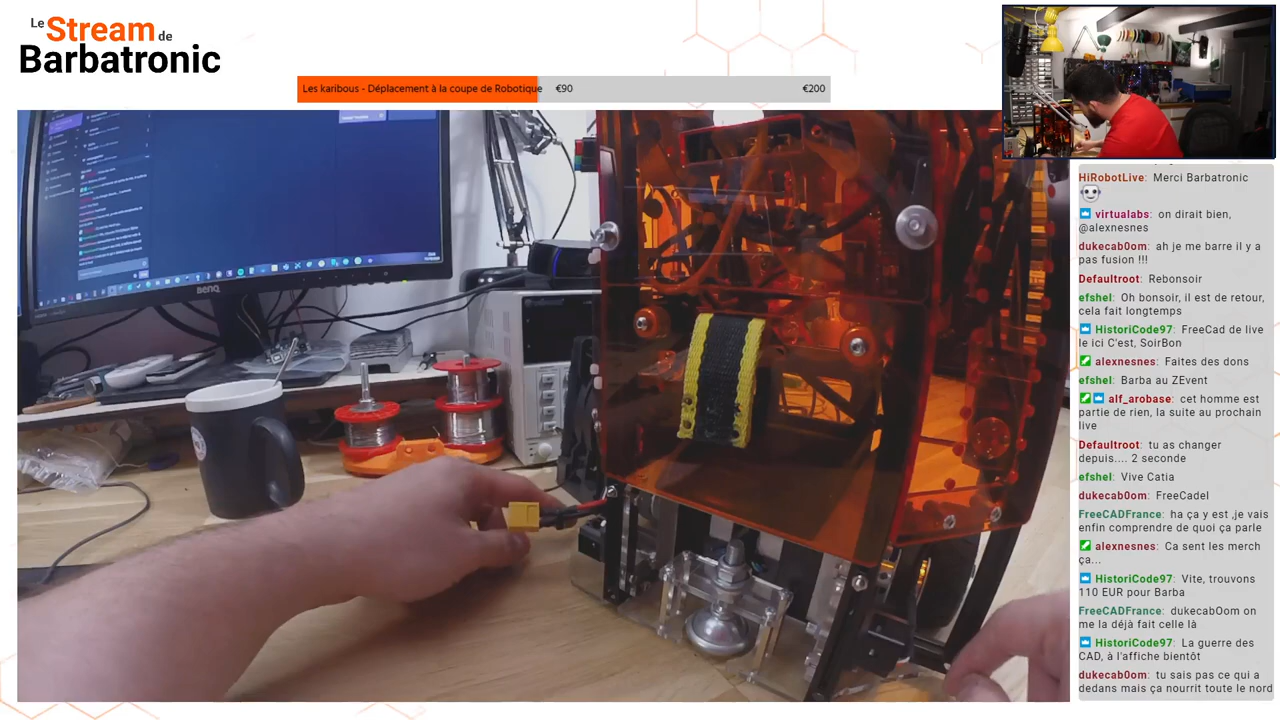 Le Stream de
Barbatronic
Les karibous - Déplacement à la coupe de Robotique €90 €200
HiRobotLive: Merci Barbatronic
virtualabs: on dirait bien,
@alexnesnes
dukecab0om: ah je me barre il y a
pas fusion !!!
Defaultroot: Rebonsoir
efshel: Oh bonsoir, il est de retour,
cela fait longtemps
HistoriCode97: FreeCad de live
le ici C'est, SoirBon
alexnesnes: Faites des dons
efshel: Barba au ZEvent
alf_arobase: cet homme est
partie de rien, la suite au prochain
live
Defaultroot: tu as changer
depuis.... 2 seconde
efshel: Vive Catia
dukecab0om: FreeCadel
FreeCADFrance: ha ça y est ,je vais
enfin comprendre de quoi ça parle
alexnesnes: Ca sent les merch
ça...
HistoriCode97: Vite, trouvons
110 EUR pour Barba
FreeCADFrance: dukecabOom on
me la déjà fait celle là
HistoriCode97: La guerre des
CAD, à l'affiche bientôt
dukecab0om: tu sais pas ce qui a
dedans mais ça nourrit toute le nord
BenQ